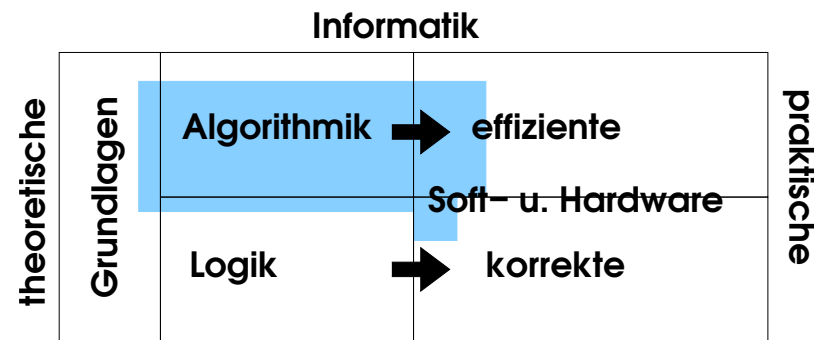 Informatik
theoretische
Grundlagen
Algorithmik
effiziente
Soft– u. Hardware
Logik
korrekte
praktische